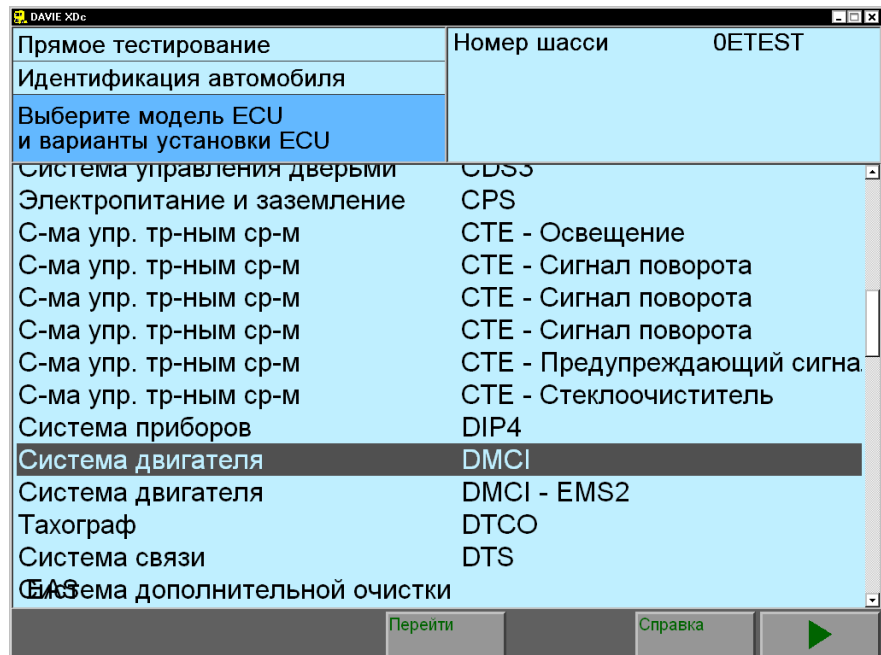 DAVIE XDc
Прямое тестирование
Идентификация автомобиля
Выберите модель ECU
и варианты установки ECU
Номер шасси 0ETEST
Система управления дверьми CDS3
Электропитание и заземление CPS
С-ма упр. тр-ным ср-м CTE - Освещение
С-ма упр. тр-ным ср-м CTE - Сигнал поворота
С-ма упр. тр-ным ср-м CTE - Сигнал поворота
С-ма упр. тр-ным ср-м CTE - Сигнал поворота
С-ма упр. тр-ным ср-м CTE - Предупреждающий сигна
С-ма упр. тр-ным ср-м CTE - Стеклоочиститель
Система приборов DIP4
Система двигателя DMCI
Система двигателя DMCI - EMS2
Тахограф DTCO
Система связи DTS
Система дополнительной очистки EAS
Перейти
Справка